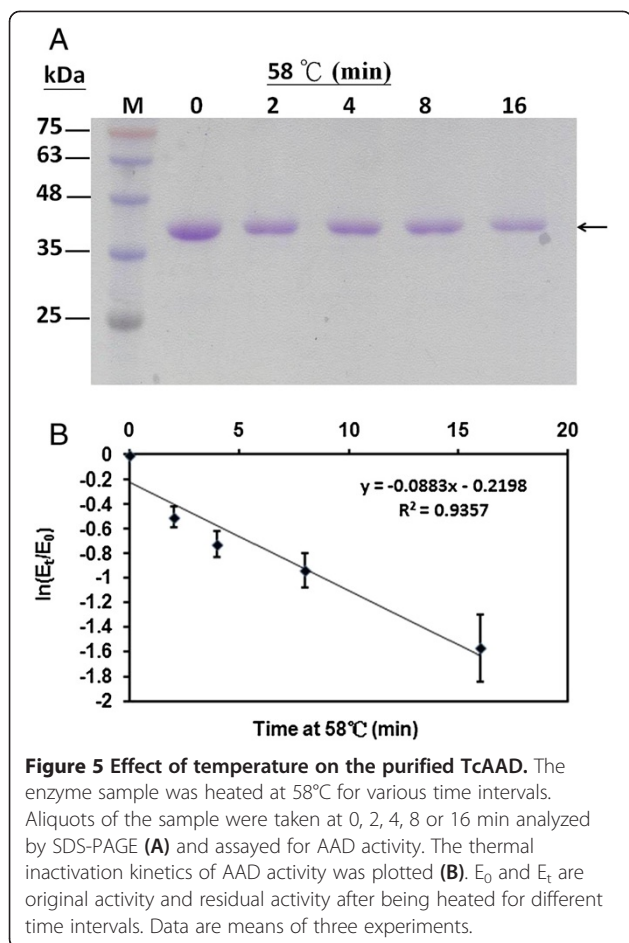 A
kDa
58 ℃ (min)
M 0 2 4 8 16
75
63
48
35
25
B
0 5 10 15 20
0
-0.2
-0.4
-0.6
-0.8
-1
-1.2
-1.4
-1.6
-1.8
-2
ln(Et/E0)
y = -0.0883x - 0.2198
R² = 0.9357
Time at 58℃ (min)
Figure 5 Effect of temperature on the purified TcAAD. The
enzyme sample was heated at 58°C for various time intervals.
Aliquots of the sample were taken at 0, 2, 4, 8 or 16 min analyzed
by SDS-PAGE (A) and assayed for AAD activity. The thermal
inactivation kinetics of AAD activity was plotted (B). E0 and Et are
original activity and residual activity after being heated for different
time intervals. Data are means of three experiments.